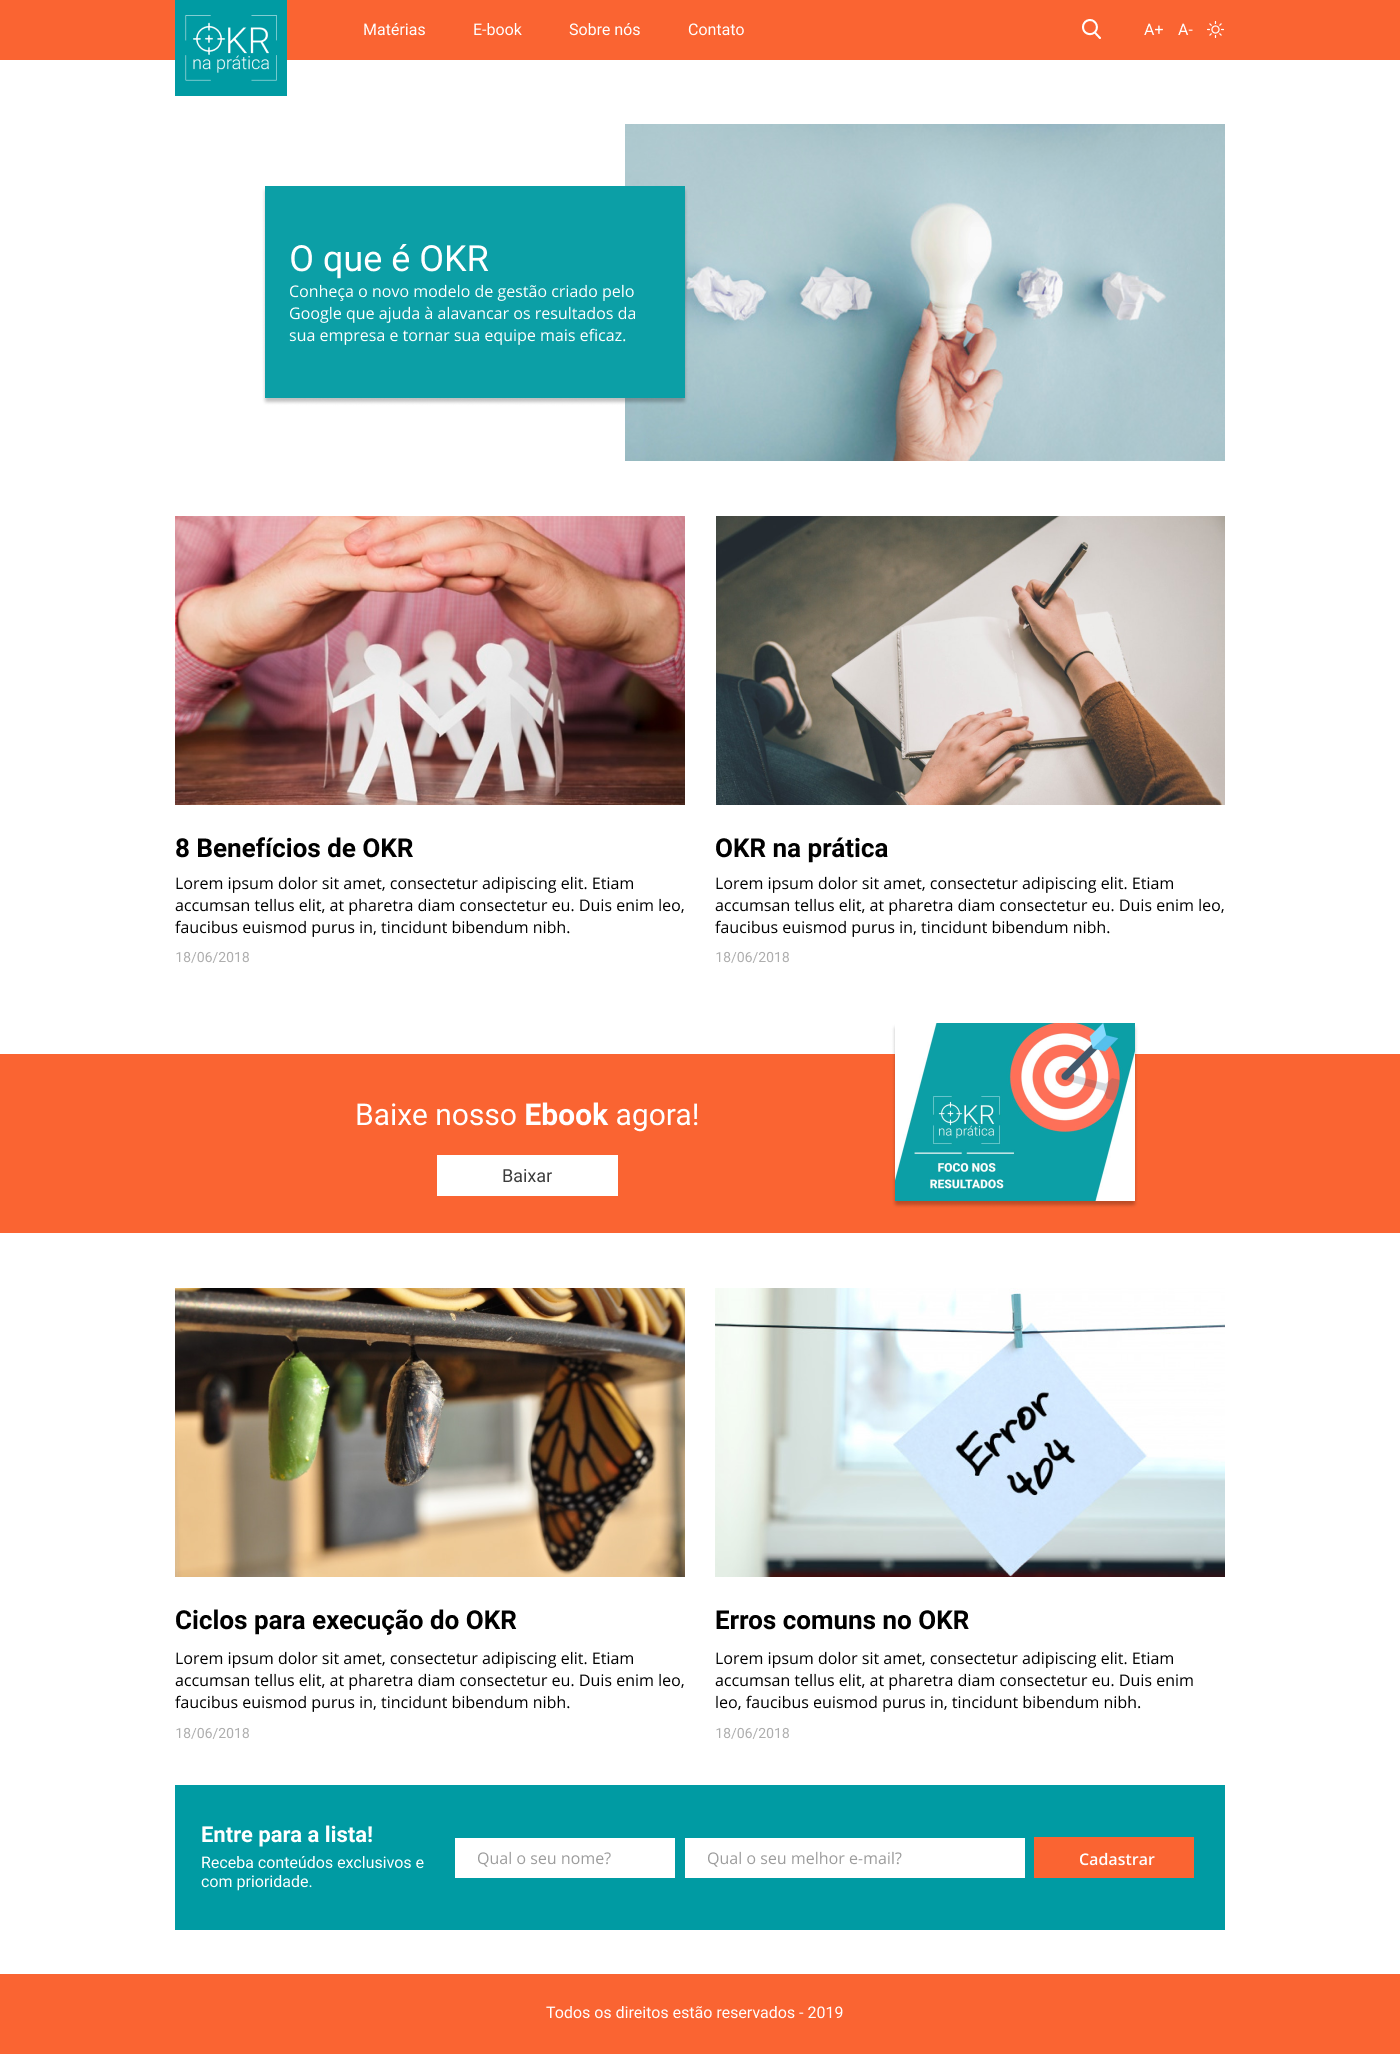 OKR
na prática
Matérias
E-book
Sobre nós
Contato
A+
A-
O que é OKR
Conheça o novo modelo de gestão criado pelo
Google que ajuda à alavancar os resultados da
sua empresa e tornar sua equipe mais eficaz.
8 Benefícios de OKR
Lorem ipsum dolor sit amet, consectetur adipiscing elit. Etiam
accumsan tellus elit, at pharetra diam consectetur eu. Duis enim leo,
faucibus euismod purus in, tincidunt bibendum nibh.
18/06/2018
OKR na prática
Lorem ipsum dolor sit amet, consectetur adipiscing elit. Etiam
accumsan tellus elit, at pharetra diam consectetur eu. Duis enim leo,
faucibus euismod purus in, tincidunt bibendum nibh.
18/06/2018
Baixe nosso Ebook agora!
Baixar
OKR
na prática
FOCO NOS
RESULTADOS
Error
404
Ciclos para execução do OKR
Lorem ipsum dolor sit amet, consectetur adipiscing elit. Etiam
accumsan tellus elit, at pharetra diam consectetur eu. Duis enim leo,
faucibus euismod purus in, tincidunt bibendum nibh.
18/06/2018
Erros comuns no OKR
Lorem ipsum dolor sit amet, consectetur adipiscing elit. Etiam
accumsan tellus elit, at pharetra diam consectetur eu. Duis enim
leo, faucibus euismod purus in, tincidunt bibendum nibh.
18/06/2018
Entre para a lista!
Receba conteúdos exclusivos e
com prioridade.
Qual o seu nome?
Qual o seu melhor e-mail?
Cadastrar
Todos os direitos estão reservados - 2019